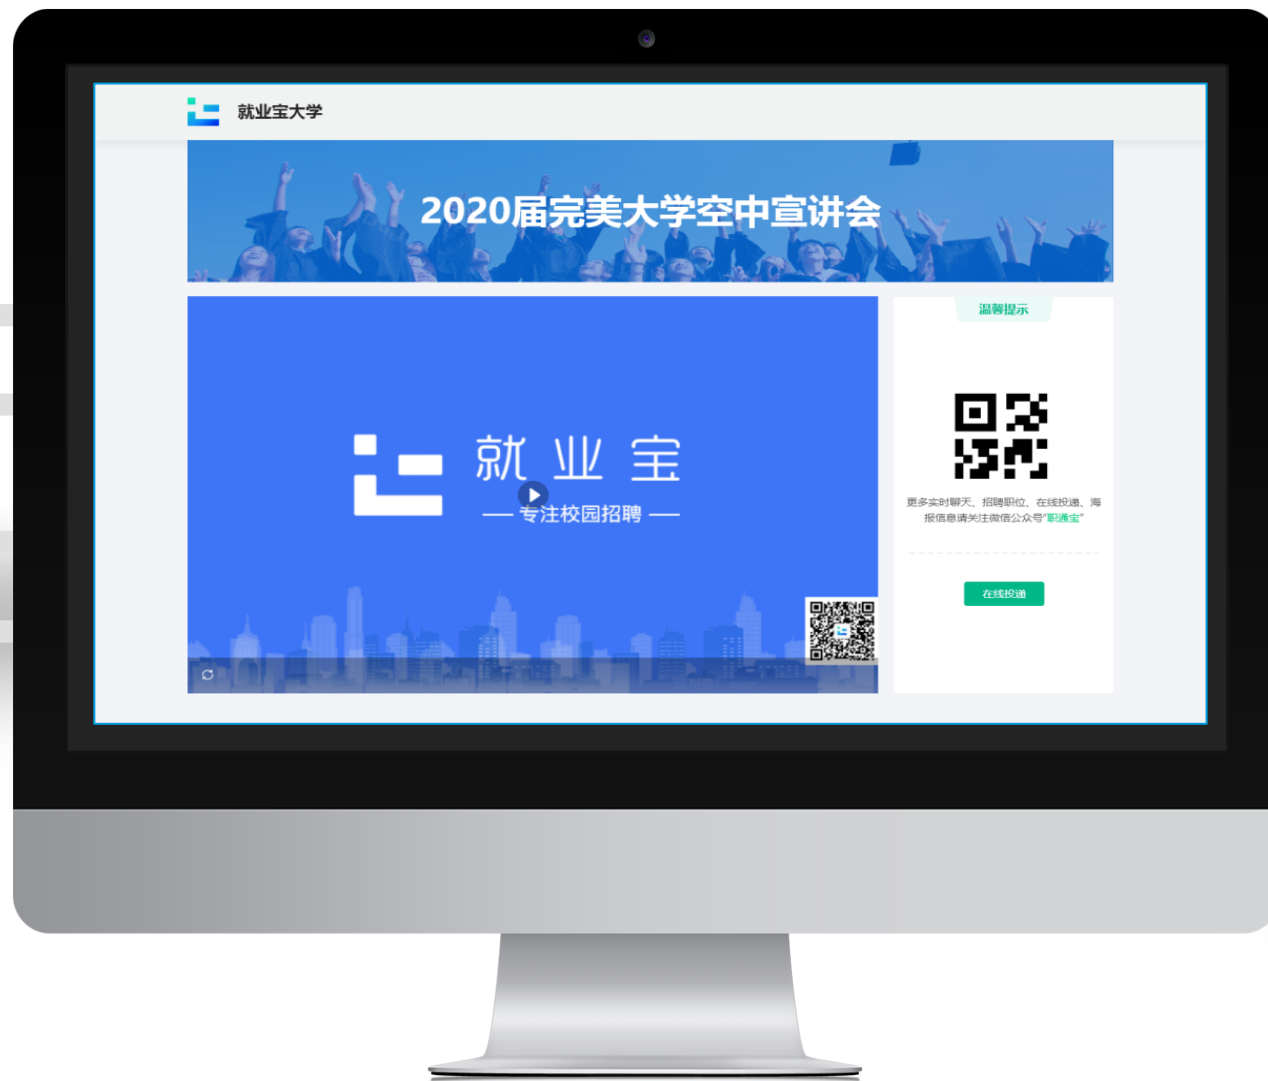 就业宝大学
2020届完美大学空中宣讲会
就业宝
— 专注校园招聘 —
温馨提示
更多实时聊天、招聘职位、在线投递、海
报信息请关注微信公众号"职通宝"
在线投递